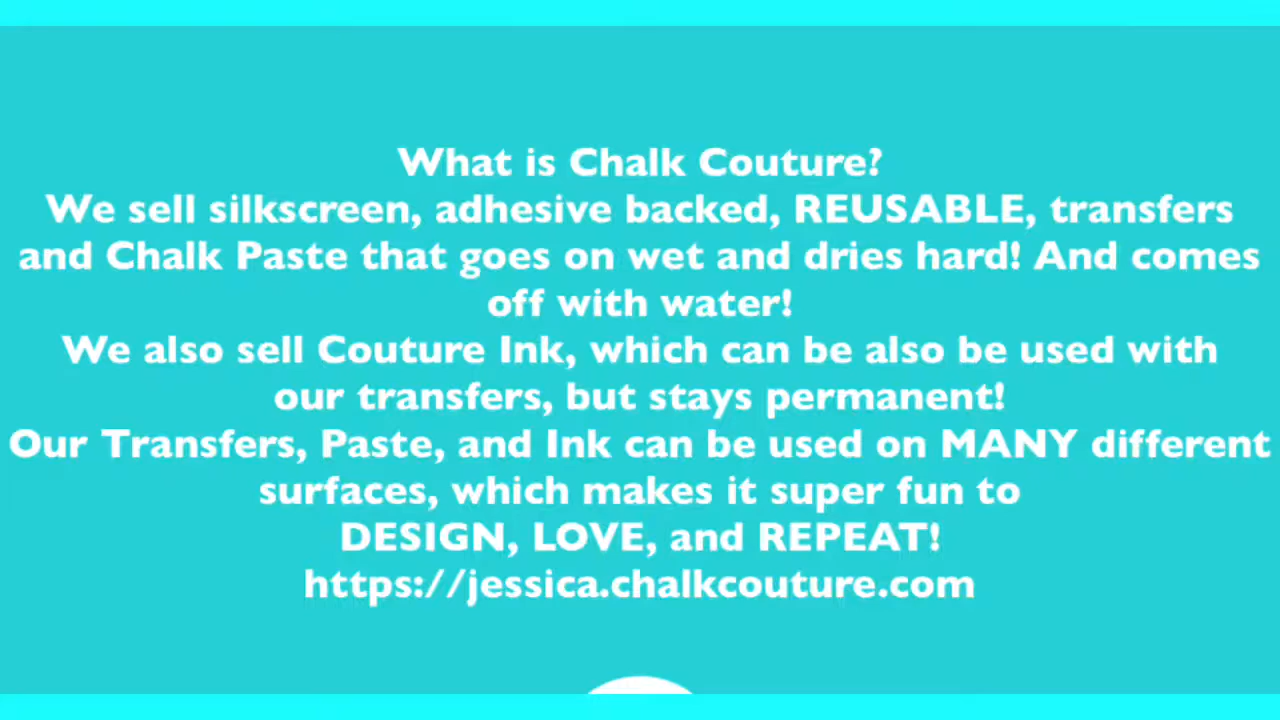 What is Chalk Couture?
We sell silkscreen, adhesive backed, REUSABLE, transfers
and Chalk Paste that goes on wet and dries hard! And comes
off with water!
We also sell Couture Ink, which can be also be used with
our transfers, but stays permanent!
Our Transfers, Paste, and Ink can be used on MANY different
surfaces, which makes it super fun to
DESIGN, LOVE, and REPEAT!
https://jessica.chalkcouture.com